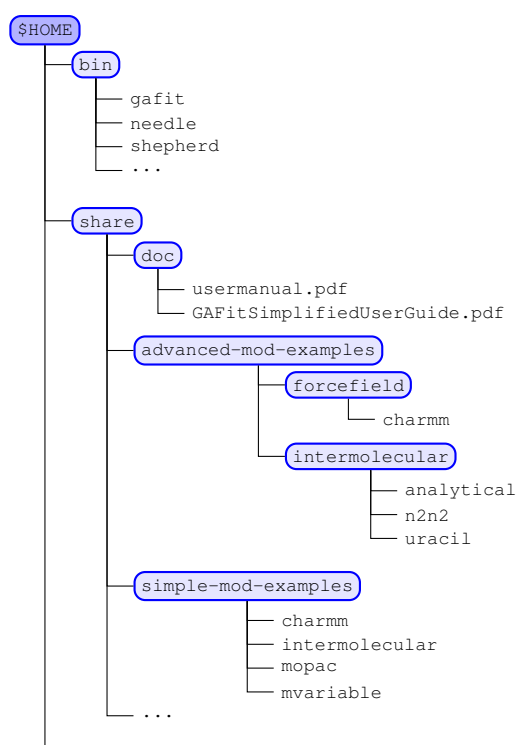 $HOME
bin
gafit
needle
shepherd
...
share
doc
usermanual.pdf
GAFitSimplifiedUserGuide.pdf
advanced-mod-examples
forcefield
charmm
intermolecular
analytical
n2n2
uracil
simple-mod-examples
charmm
intermolecular
mopac
mvariable
...